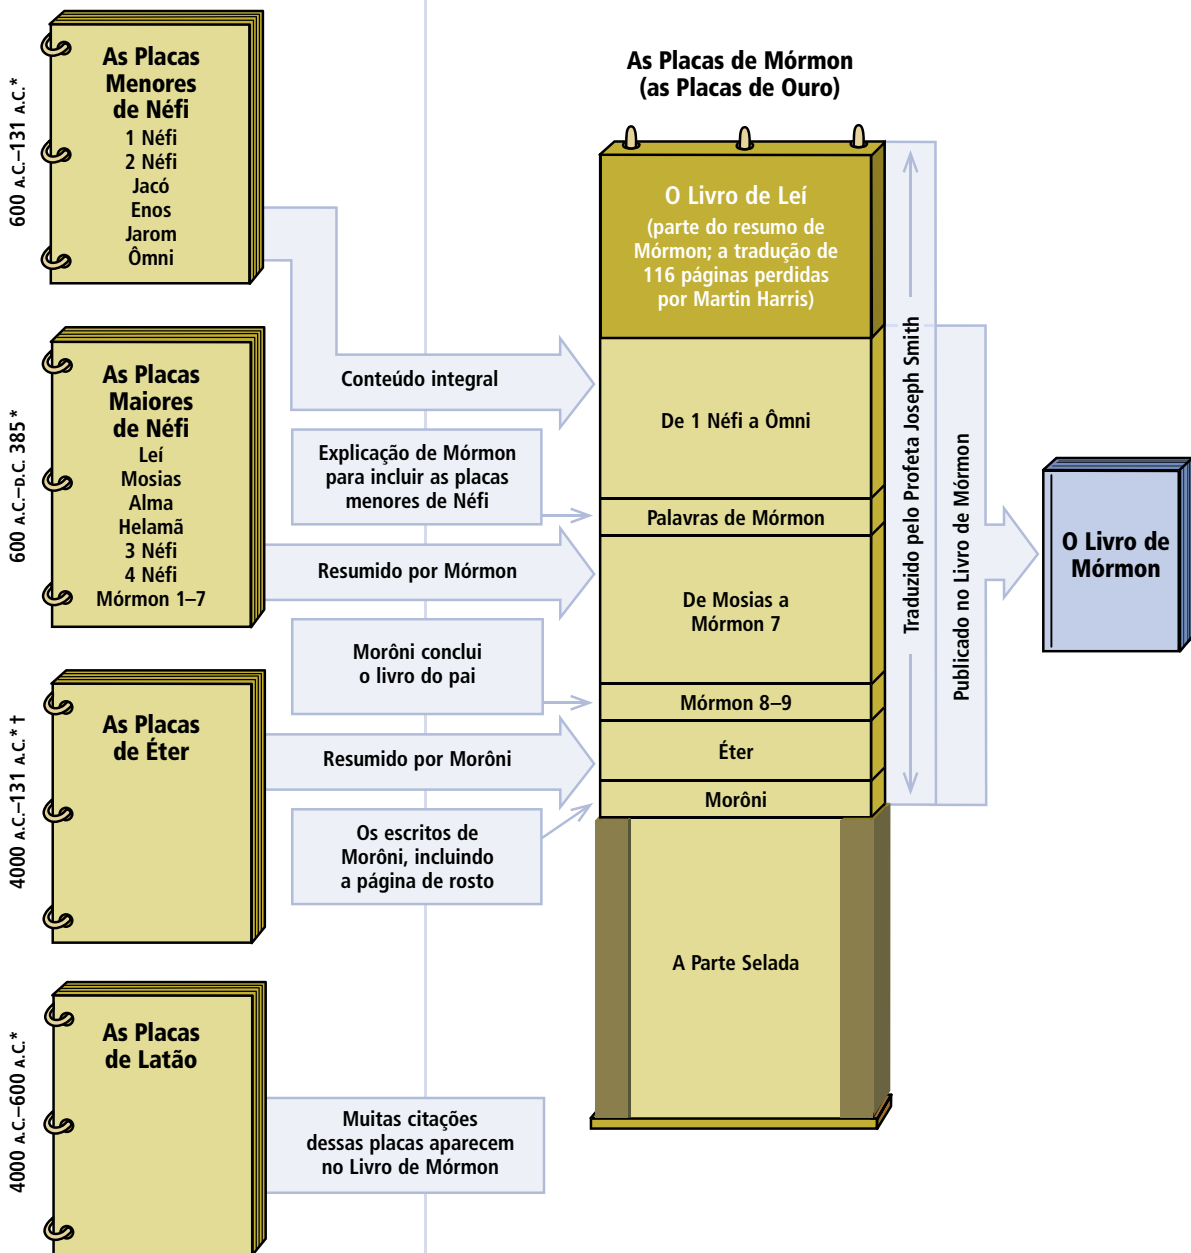 As Placas
Menores
de Néfi
1 Néfi
2 Néfi
Jacó
Enos
Jarom
Ômni
600 A.C.–131 A.C.*
As Placas
Maiores
de Néfi
Leí
Mosias
Alma
Helamã
3 Néfi
4 Néfi
Mórmon 1–7
600 A.C.–D.C. 385*
As Placas
de Éter
4000 A.C.–131 A.C.*†
As Placas
de Latão
4000 A.C.–600 A.C.*
Conteúdo integral
Explicação de Mórmon
para incluir as placas
menores de Néfi
Resumido por Mórmon
Morôni conclui
o livro do pai
Resumido por Morôni
Os escritos de
Morôni, incluindo
a página de rosto
Muitas citações
dessas placas aparecem
no Livro de Mórmon
As Placas de Mórmon
(as Placas de Ouro)
O Livro de Leí
(parte do resumo de
Mórmon; a tradução de
116 páginas perdidas
por Martin Harris)
De 1 Néfi a Ômni
Palavras de Mórmon
De Mosias a
Mórmon 7
Mórmon 8–9
Éter
Morôni
A Parte Selada
Traduzido pelo Profeta Joseph Smith
Publicado no Livro de Mórmon
O Livro de
Mórmon